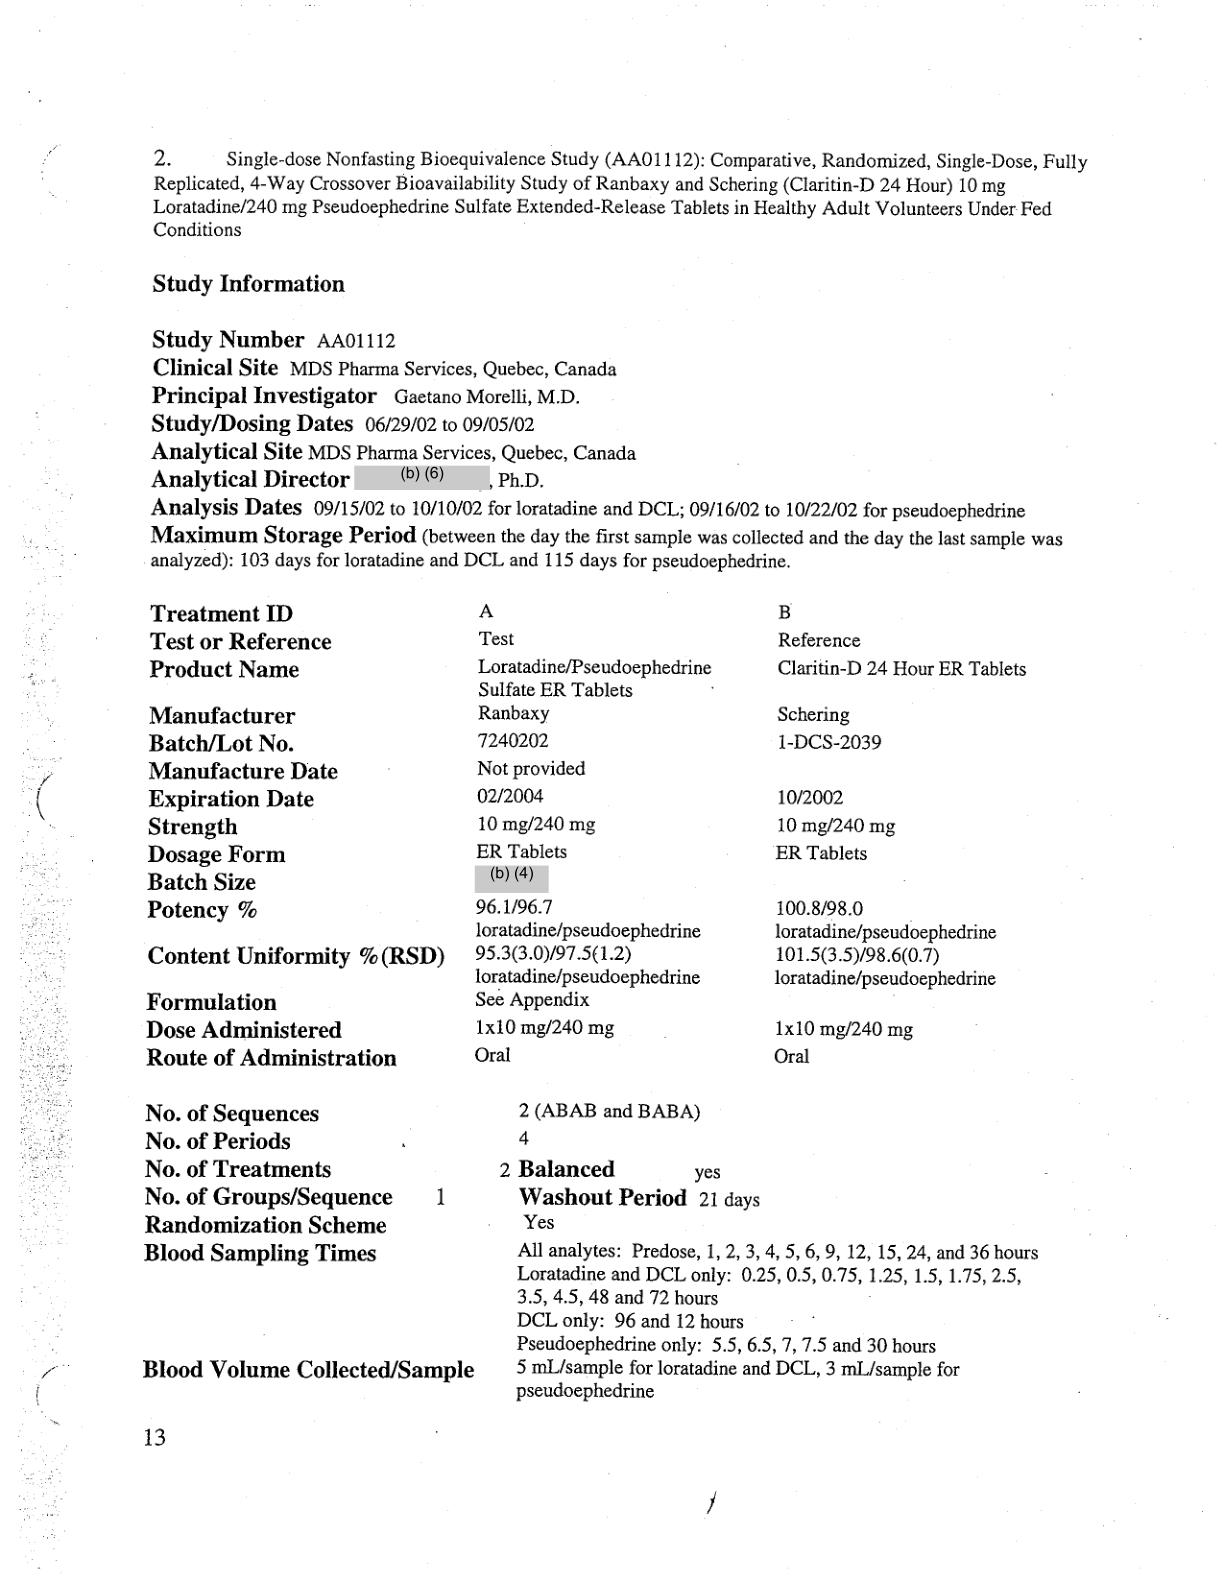 2. Single-dose Nonfasting Bioequivalence Study (AA01112): Comparative, Randomized, Single-Dose, Fully
Replicated, 4-Way Crossover Bioavailability Study of Ranbaxy and Schering (Claritin-D 24 Hour) 10 mg
Loratadine/240 mg Pseudoephedrine Sulfate Extended-Release Tablets in Healthy Adult Volunteers Under Fed
Conditions
Study Information
Study Number AA01112
Clinical Site MDS Pharma Services, Quebec, Canada
Principal Investigator Gaetano Morelli, M.D.
Study/Dosing Dates 06/29/02 to 09/05/02
Analytical Site MDS Pharma Services, Quebec, Canada
Analytical Director (b) (6) , Ph.D.
Analysis Dates 09/15/02 to 10/10/02 for loratadine and DCL; 09/16/02 to 10/22/02 for pseudoephedrine
Maximum Storage Period (between the day the first sample was collected and the day the last sample was
analyzed): 103 days for loratadine and DCL and 115 days for pseudoephedrine.
Treatment ID A B
Test or Reference Test Reference
Product Name Loratadine/Pseudoephedrine Claritin-D 24 Hour ER Tablets
Sulfate ER Tablets
Manufacturer Ranbaxy Schering
Batch/Lot No. 7240202 1-DCS-2039
Manufacture Date Not provided
Expiration Date 02/2004 10/2002
Strength 10 mg/240 mg 10 mg/240 mg
Dosage Form ER Tablets ER Tablets
Batch Size (b) (4)
Potency % 96.1/96.7 100.8/98.0
loratadine/pseudoephedrine loratadine/pseudoephedrine
Content Uniformity % (RSD) 95.3(3.0)/97.5(1.2) 101.5(3.5)/98.6(0.7)
loratadine/pseudoephedrine loratadine/pseudoephedrine
Formulation See Appendix
Dose Administered 1x10 mg/240 mg 1x10 mg/240 mg
Route of Administration Oral Oral
No. of Sequences 2 (ABAB and BABA)
No. of Periods 4
No. of Treatments 2 Balanced yes
No. of Groups/Sequence 1 Washout Period 21 days
Randomization Scheme Yes
Blood Sampling Times All analytes: Predose, 1, 2, 3, 4, 5, 6, 9, 12, 15, 24, and 36 hours
Loratadine and DCL only: 0.25, 0.5, 0.75, 1.25, 1.5, 1.75, 2.5,
3.5, 4.5, 48 and 72 hours
DCL only: 96 and 12 hours
Pseudoephedrine only: 5.5, 6.5, 7, 7.5 and 30 hours
Blood Volume Collected/Sample 5 mL/sample for loratadine and DCL, 3 mL/sample for
pseudoephedrine
13